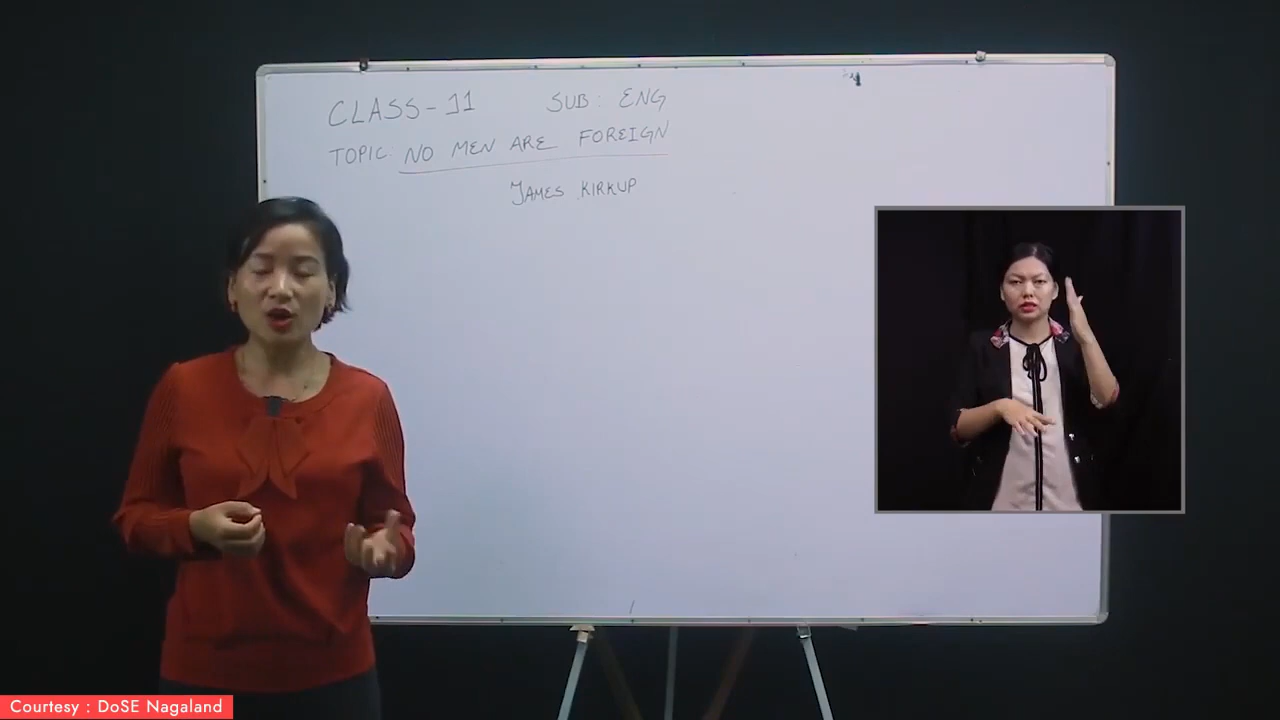 CLASS-11 SUB: ENG
TOPIC: NO MEN ARE FOREIGN
JAMES KIRKUP
Courtesy : DoSE Nagaland